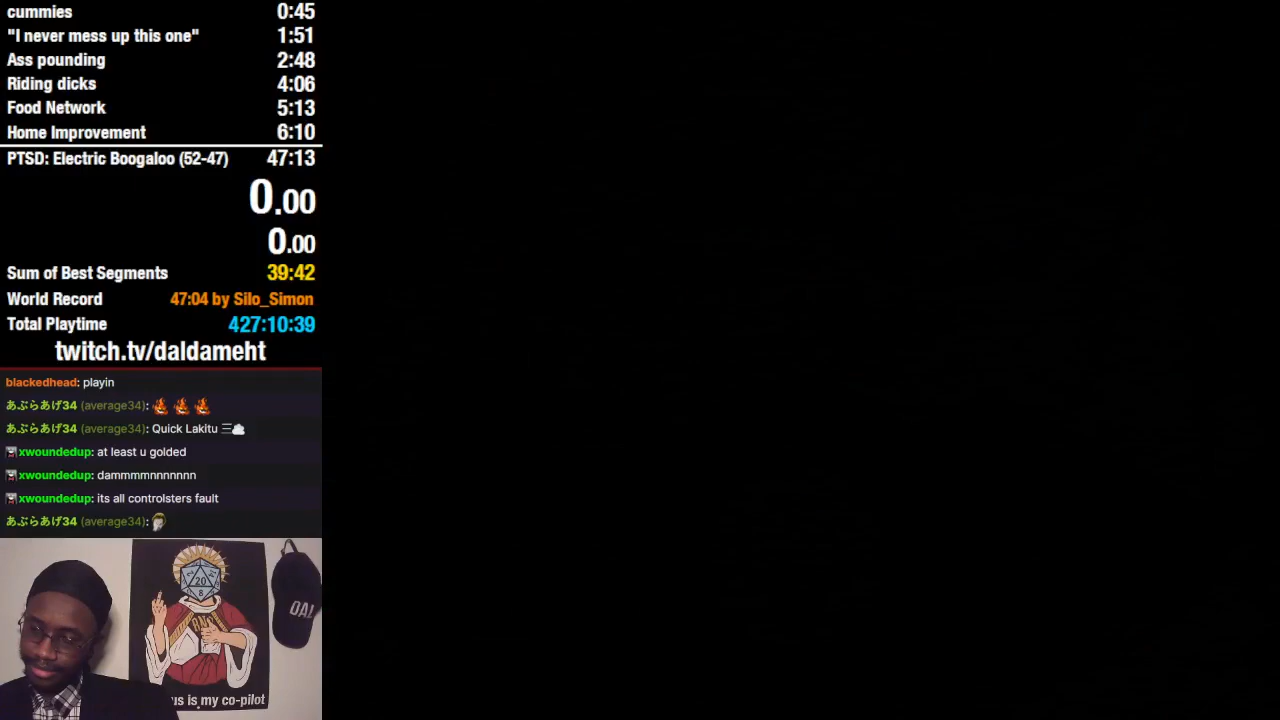 cummies 0:45
"I never mess up this one" 1:51
Ass pounding 2:48
Riding dicks 4:06
Food Network 5:13
Home Improvement 6:10
PTSD: Electric Boogaloo (52-47) 47:13
0.00
0.00
Sum of Best Segments 39:42
World Record 47:04 by Silo_Simon
Total Playtime 427:10:39
twitch.tv/daldameht
blackedhead: playin
あぶらあげ34 (average34):
あぶらあげ34 (average34): Quick Lakitu 三
xwoundedup: at least u golded
xwoundedup: dammmmnnnnnnn
xwoundedup: its all controlsters fault
あぶらあげ34 (average34):
20
8
DAL
us is my co-pilot